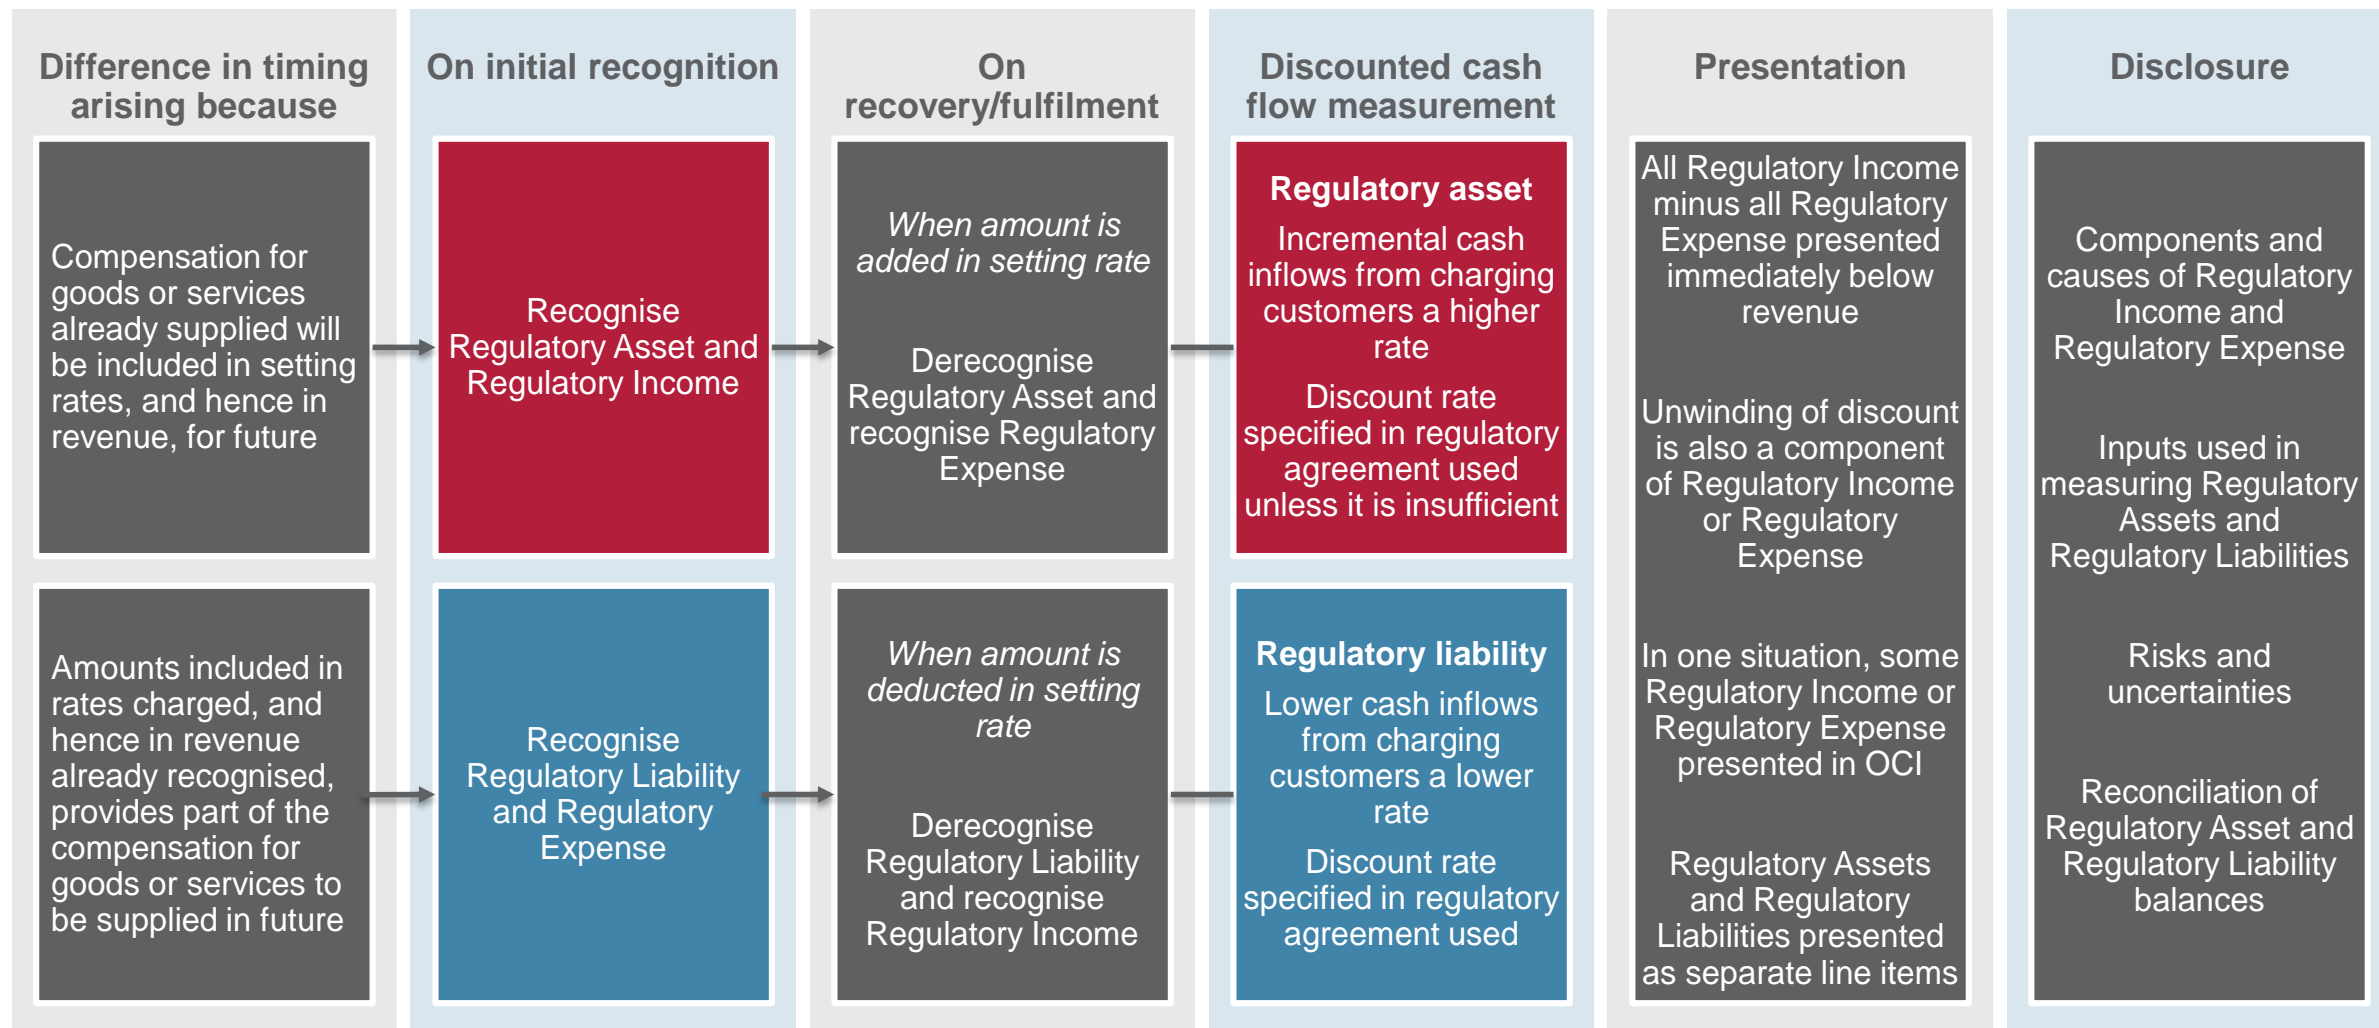 Difference in timing
arising because
Compensation for
goods or services
already supplied will
be included in setting
rates, and hence in
revenue, for future
Amounts included in
rates charged, and
hence in revenue
already recognised,
provides part of the
compensation for
goods or services to
be supplied in future
On initial recognition
Recognise
Regulatory Asset and
Regulatory Income
Recognise
Regulatory Liability
and Regulatory
Expense
On
recovery/fulfilment
When amount is
added in setting rate
Derecognise
Regulatory Asset and
recognise Regulatory
Expense
When amount is
deducted in setting
rate
Derecognise
Regulatory Liability
and recognise
Regulatory Income
Discounted cash
flow measurement
Regulatory asset
Incremental cash
inflows from charging
customers a higher
rate
Discount rate
specified in regulatory
agreement used
unless it is insufficient
Regulatory liability
Lower cash inflows
from charging
customers a lower
rate
Discount rate
specified in regulatory
agreement used
Presentation
All Regulatory Income
minus all Regulatory
Expense presented
immediately below
revenue
Unwinding of discount
is also a component
of Regulatory Income
or Regulatory
Expense
In one situation, some
Regulatory Income or
Regulatory Expense
presented in OCI
Regulatory Assets
and Regulatory
Liabilities presented
as separate line items
Disclosure
Components and
causes of Regulatory
Income and
Regulatory Expense
Inputs used in
measuring Regulatory
Assets and
Regulatory Liabilities
Risks and
uncertainties
Reconciliation of
Regulatory Asset and
Regulatory Liability
balances